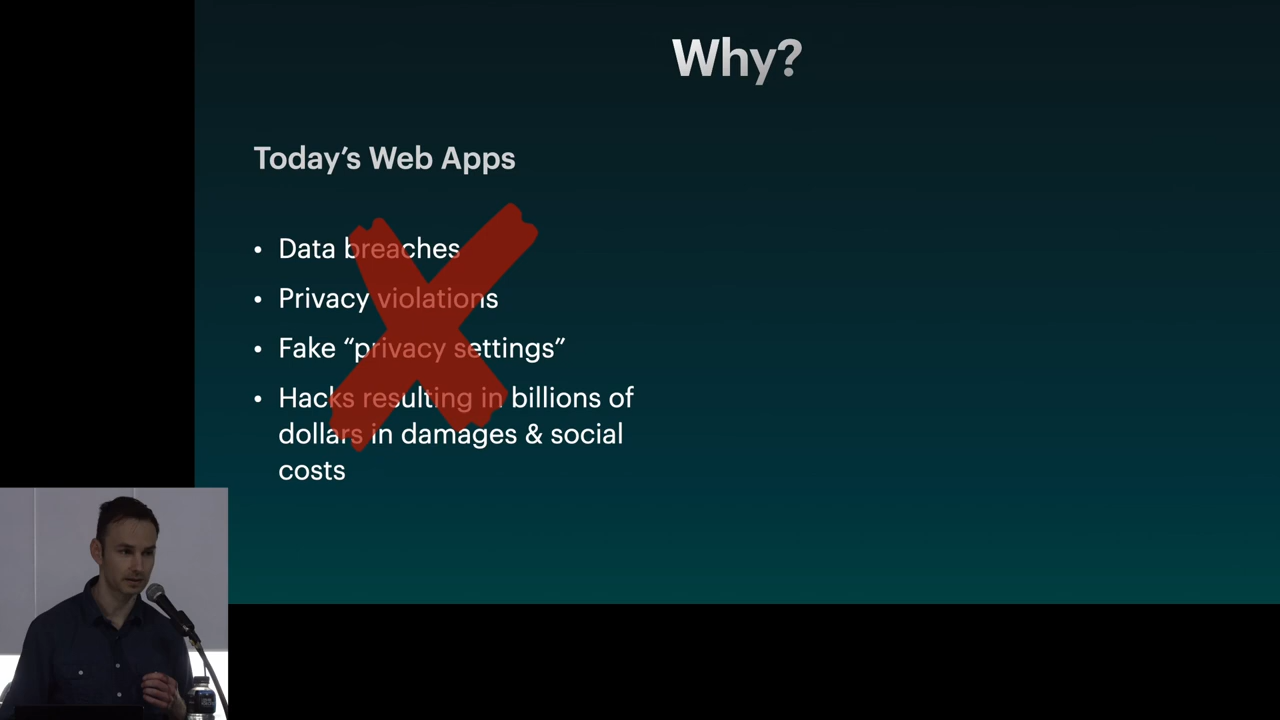 Why?
Today’s Web Apps
• Data breaches
• Privacy violations
• Fake “privacy settings”
• Hacks resulting in billions of
dollars in damages & social
costs